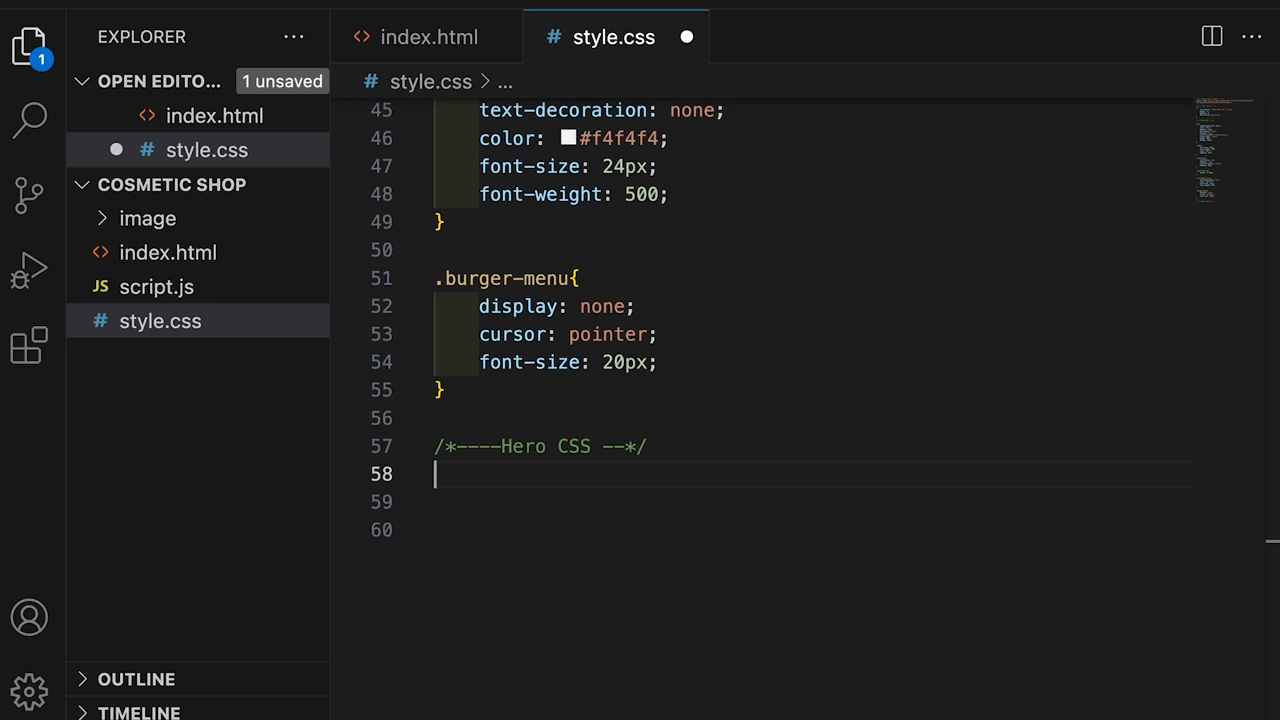 EXPLORER
1
OPEN EDITO... 1 unsaved
<> index.html
# style.css
COSMETIC SHOP
image
<> index.html
JS script.js
# style.css
OUTLINE
TIMELINE
<> index.html
# style.css
# style.css > ...
45 text-decoration: none;
46 color: #f4f4f4;
47 font-size: 24px;
48 font-weight: 500;
49 }
50
51 .burger-menu{
52 display: none;
53 cursor: pointer;
54 font-size: 20px;
55 }
56
57 /*----Hero CSS --*/
58
59
60